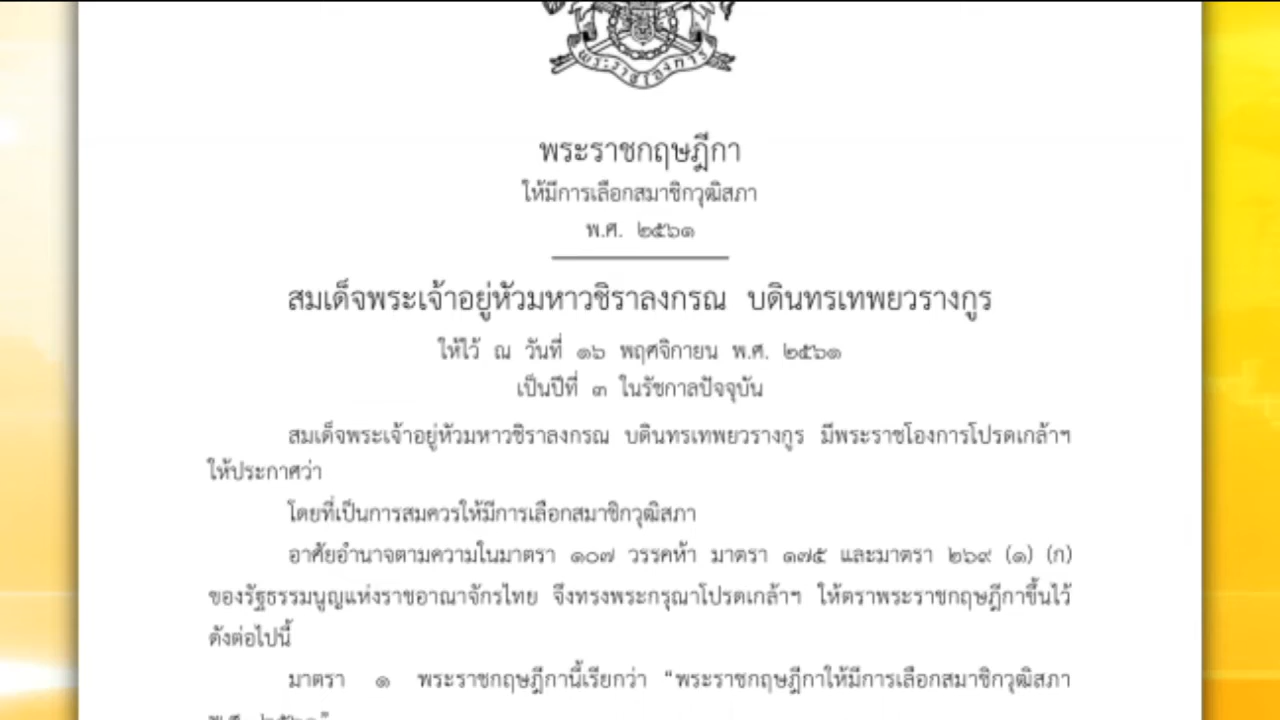 พระราชโองการ
พระราชกฤษฎีกา
ให้มีการเลือกสมาชิกวุฒิสภา
พ.ศ. ๒๕๖๑
สมเด็จพระเจ้าอยู่หัวมหาวชิราลงกรณ บดินทรเทพยวรางกูร
ให้ไว้ ณ วันที่ ๑๖ พฤศจิกายน พ.ศ. ๒๕๖๑
เป็นปีที่ ๓ ในรัชกาลปัจจุบัน
สมเด็จพระเจ้าอยู่หัวมหาวชิราลงกรณ บดินทรเทพยวรางกูร มีพระราชโองการโปรดเกล้าฯ
ให้ประกาศว่า
โดยที่เป็นการสมควรให้มีการเลือกสมาชิกวุฒิสภา
อาศัยอำนาจตามความในมาตรา ๑๐๗ วรรคห้า มาตรา ๑๗๕ และมาตรา ๒๖๙ (๑) (ก)
ของรัฐธรรมนูญแห่งราชอาณาจักรไทย จึงทรงพระกรุณาโปรดเกล้าฯ ให้ตราพระราชกฤษฎีกาขึ้นไว้
ดังต่อไปนี้
มาตรา ๑ พระราชกฤษฎีกานี้เรียกว่า “พระราชกฤษฎีกาให้มีการเลือกสมาชิกวุฒิสภา
พ.ศ. ๒๕๖๑”